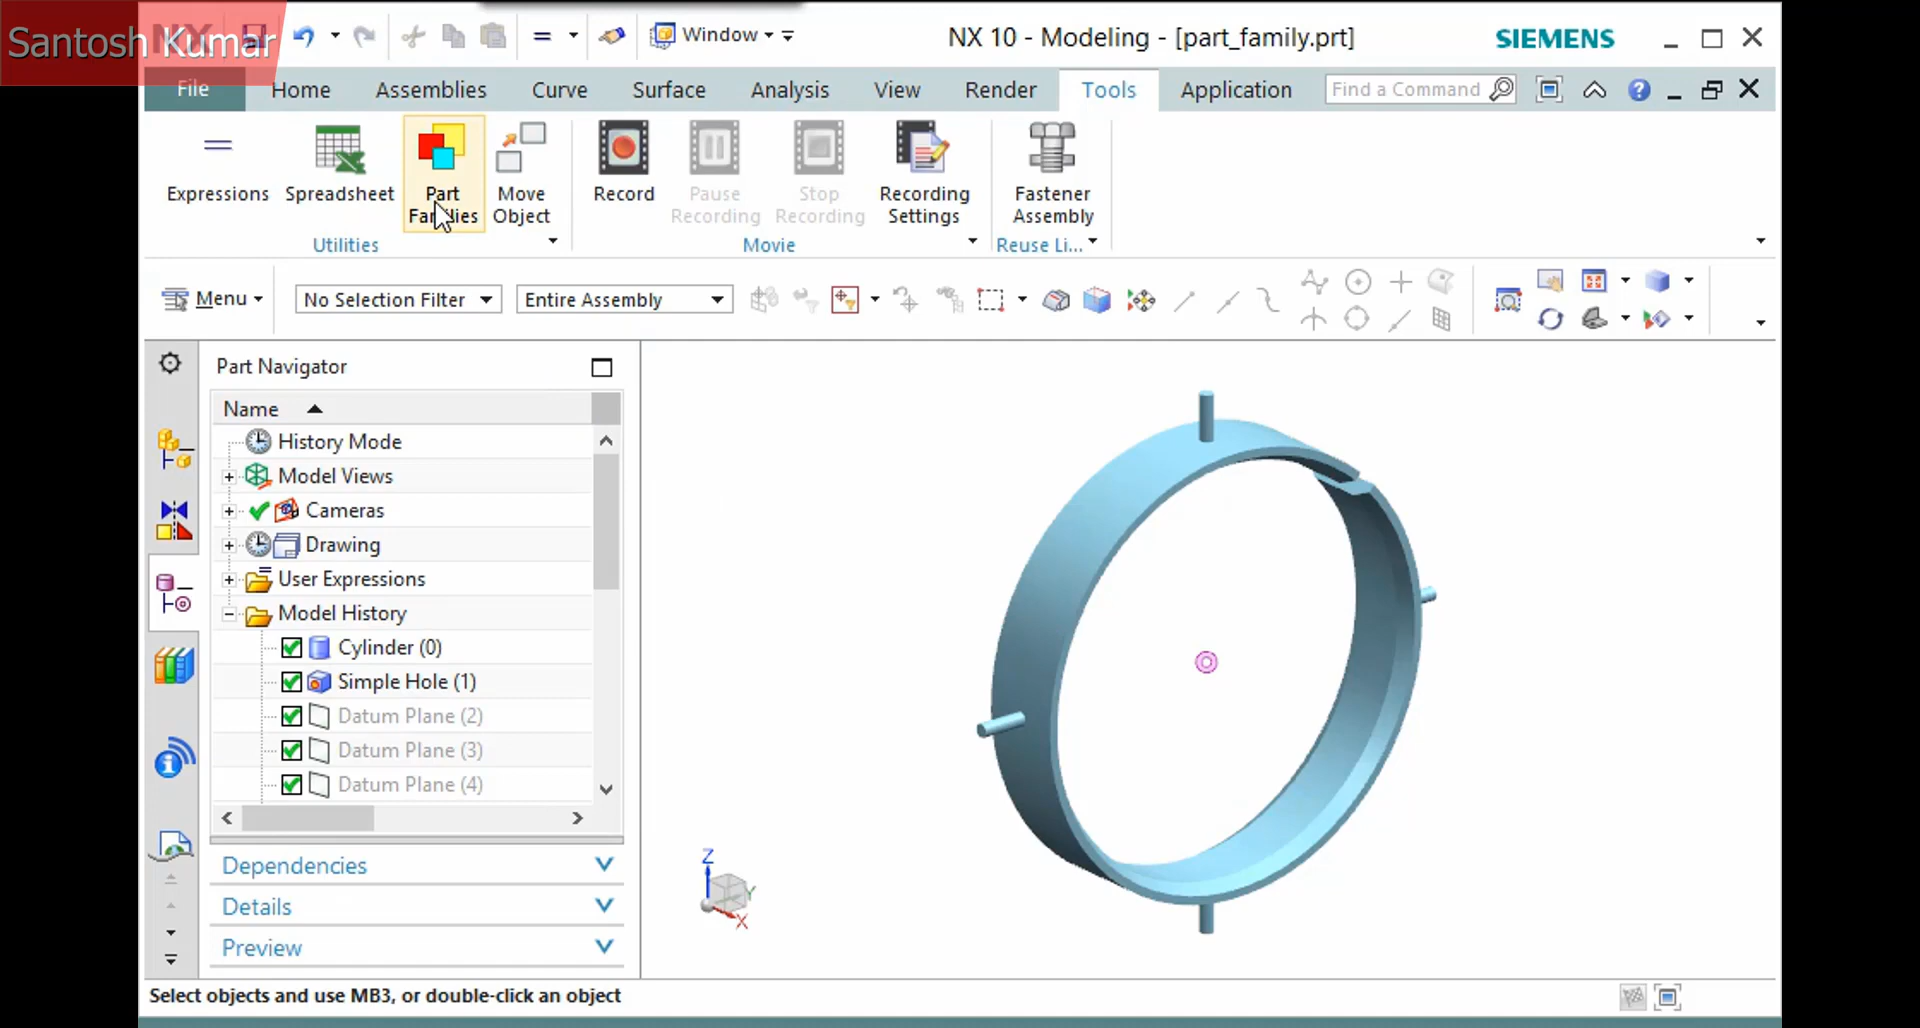 Santosh Kumar
NX
Window
NX 10 - Modeling - [part_family.prt]
SIEMENS
File
Home
Assemblies
Curve
Surface
Analysis
View
Render
Tools
Application
Find a Command
Expressions
Spreadsheet
Part
Families
Move
Object
Record
Pause
Recording
Stop
Recording
Recording
Settings
Fastener
Assembly
Utilities
Movie
Reuse Li...
Menu
No Selection Filter
Entire Assembly
Part Navigator
Name
History Mode
Model Views
Cameras
Drawing
User Expressions
Model History
Cylinder (0)
Simple Hole (1)
Datum Plane (2)
Datum Plane (3)
Datum Plane (4)
Dependencies
Details
Preview
Z
Y
X
Select objects and use MB3, or double-click an object